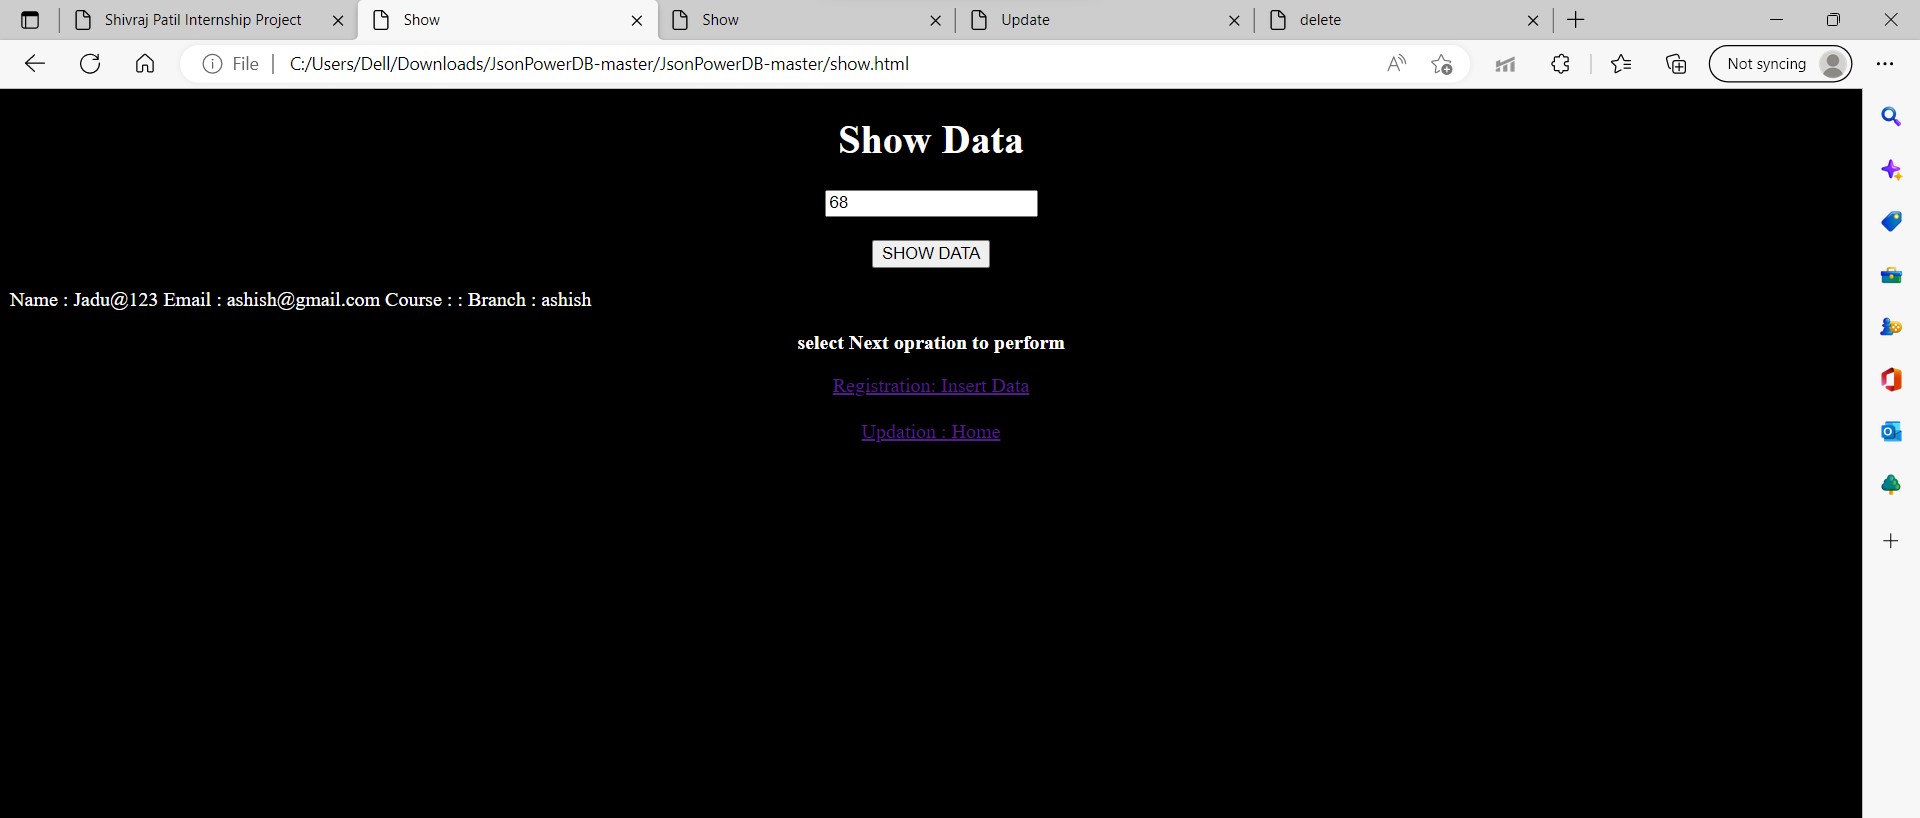 Shivraj Patil Internship Project
Show
Show
Update
delete
File
C:/Users/Dell/Downloads/JsonPowerDB-master/JsonPowerDB-master/show.html
Not syncing
Show Data
68
SHOW DATA
Name : Jadu@123 Email : ashish@gmail.com Course : : Branch : ashish
select Next opration to perform
Registration: Insert Data
Updation : Home